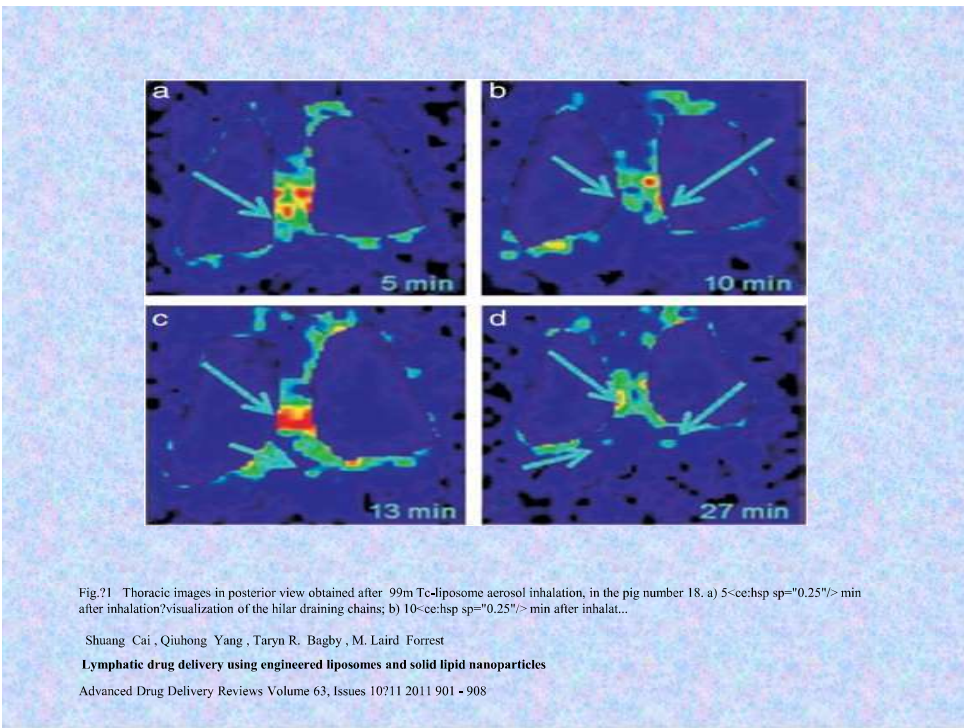 a
b
5 min
10 min
c
d
13 min
27 min
Fig.?1 Thoracic images in posterior view obtained after 99m Tc-liposome aerosol inhalation, in the pig number 18. a) 5<ce:hsp sp="0.25"/> min
after inhalation?visualization of the hilar draining chains; b) 10<ce:hsp sp="0.25"/> min after inhalat...
Shuang Cai , Qiuhong Yang , Taryn R. Bagby , M. Laird Forrest
Lymphatic drug delivery using engineered liposomes and solid lipid nanoparticles
Advanced Drug Delivery Reviews Volume 63, Issues 10?11 2011 901 - 908